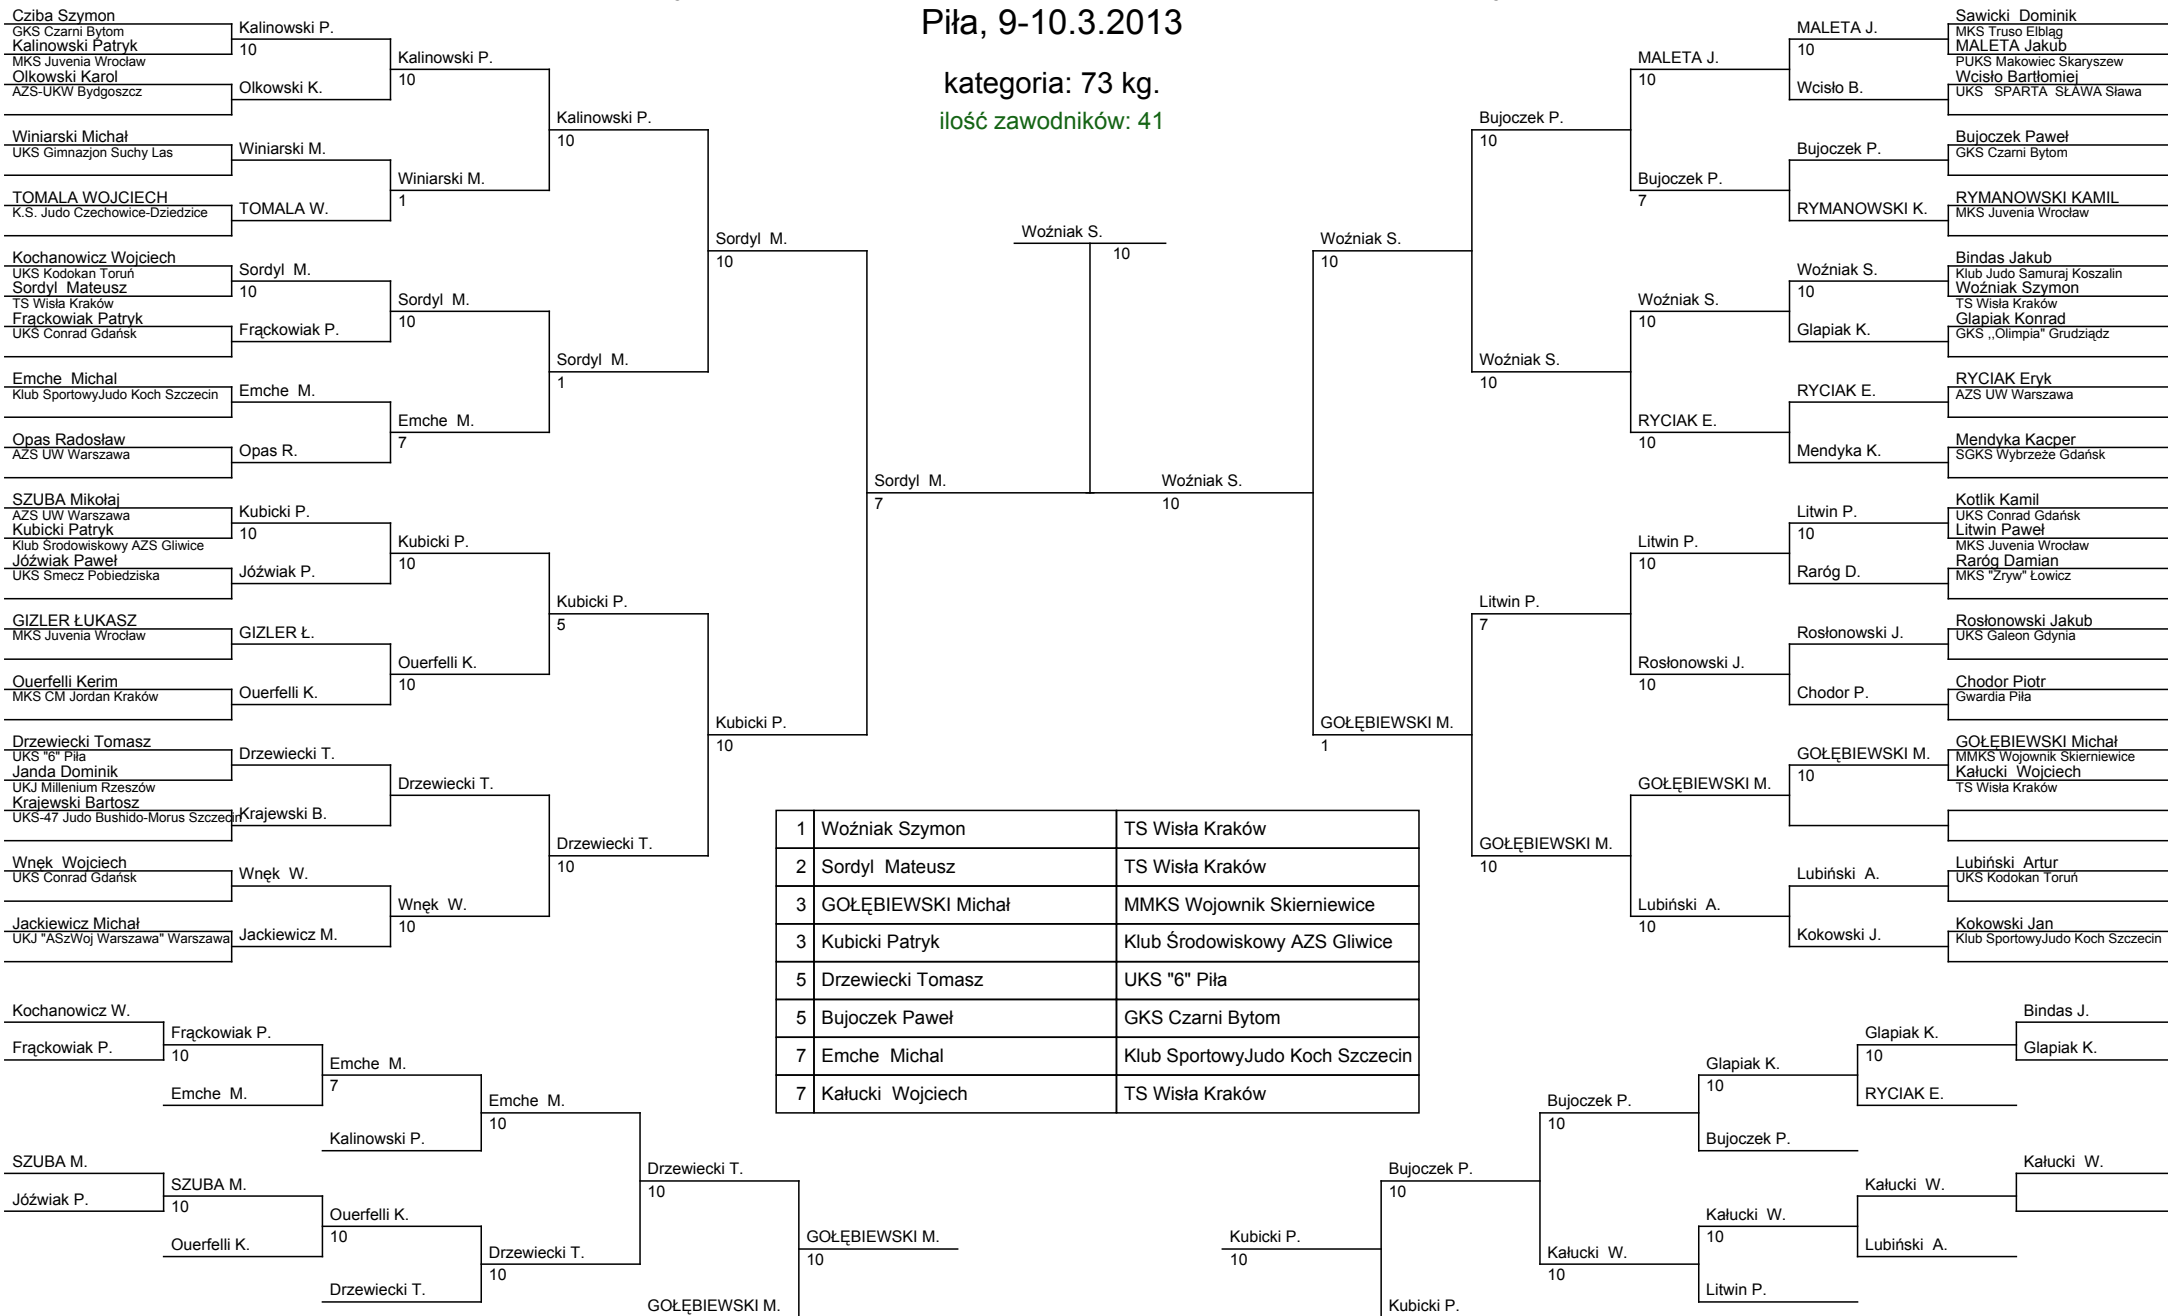 Piła, 9-10.3.2013
kategoria: 73 kg.
ilość zawodników: 41
Cziba Szymon
GKS Czarni Bytom
Kalinowski Patryk
MKS Juvenia Wrocław
Olkowski Karol
AZS-UKW Bydgoszcz
Winiarski Michał
UKS Gimnazjon Suchy Las
TOMALA WOJCIECH
K.S. Judo Czechowice-Dziedzice
Kochanowicz Wojciech
UKS Kodokan Toruń
Sordyl Mateusz
TS Wisła Kraków
Frąckowiak Patryk
UKS Conrad Gdańsk
Emche Michal
Klub SportowyJudo Koch Szczecin
Opas Radosław
AZS UW Warszawa
SZUBA Mikołaj
AZS UW Warszawa
Kubicki Patryk
Klub Środowiskowy AZS Gliwice
Jóźwiak Paweł
UKS Smecz Pobiedziska
GIZLER ŁUKASZ
MKS Juvenia Wrocław
Ouerfelli Kerim
MKS CM Jordan Kraków
Drzewiecki Tomasz
UKS "6" Piła
Janda Dominik
UKJ Millenium Rzeszów
Krajewski Bartosz
UKS-47 Judo Bushido-Morus Szczecin
Wnęk Wojciech
UKS Conrad Gdańsk
Jackiewicz Michał
UKJ "ASzWoj Warszawa" Warszawa
Kalinowski P.
10
Olkowski K.
Winiarski M.
TOMALA W.
Sordyl M.
10
Frąckowiak P.
Emche M.
Opas R.
Kubicki P.
10
Jóźwiak P.
GIZLER Ł.
Ouerfelli K.
Drzewiecki T.
Krajewski B.
Wnęk W.
Jackiewicz M.
Kalinowski P.
10
Winiarski M.
1
Sordyl M.
10
Emche M.
7
Kubicki P.
10
Ouerfelli K.
10
Drzewiecki T.
Wnęk W.
10
Kalinowski P.
10
Sordyl M.
1
Kubicki P.
5
Drzewiecki T.
10
Sordyl M.
10
Kubicki P.
10
Sordyl M.
7
Woźniak S.
10
Woźniak S.
10
Woźniak S.
10
GOŁĘBIEWSKI M.
1
Bujoczek P.
10
Woźniak S.
10
Litwin P.
7
GOŁĘBIEWSKI M.
10
MALETA J.
10
Bujoczek P.
7
Woźniak S.
10
RYCIAK E.
10
Litwin P.
10
Rosłonowski J.
10
GOŁĘBIEWSKI M.
Lubiński A.
10
MALETA J.
10
Wcisło B.
Bujoczek P.
RYMANOWSKI K.
Woźniak S.
10
Glapiak K.
RYCIAK E.
Mendyka K.
Litwin P.
10
Raróg D.
Rosłonowski J.
Chodor P.
GOŁĘBIEWSKI M.
10
Lubiński A.
Kokowski J.
Sawicki Dominik
MKS Truso Elbląg
MALETA Jakub
PUKS Makowiec Skaryszew
Wcisło Bartłomiej
UKS SPARTA SŁAWA Sława
Bujoczek Paweł
GKS Czarni Bytom
RYMANOWSKI KAMIL
MKS Juvenia Wrocław
Bindas Jakub
Klub Judo Samuraj Koszalin
Woźniak Szymon
TS Wisła Kraków
Glapiak Konrad
GKS ,,Olimpia" Grudziądz
RYCIAK Eryk
AZS UW Warszawa
Mendyka Kacper
SGKS Wybrzeże Gdańsk
Kotlik Kamil
UKS Conrad Gdańsk
Litwin Paweł
MKS Juvenia Wrocław
Raróg Damian
MKS "Zryw" Łowicz
Rosłonowski Jakub
UKS Galeon Gdynia
Chodor Piotr
Gwardia Piła
GOŁĘBIEWSKI Michał
MMKS Wojownik Skierniewice
Kałucki Wojciech
TS Wisła Kraków
Lubiński Artur
UKS Kodokan Toruń
Kokowski Jan
Klub SportowyJudo Koch Szczecin
1 Woźniak Szymon TS Wisła Kraków
2 Sordyl Mateusz TS Wisła Kraków
3 GOŁĘBIEWSKI Michał MMKS Wojownik Skierniewice
3 Kubicki Patryk Klub Środowiskowy AZS Gliwice
5 Drzewiecki Tomasz UKS "6" Piła
5 Bujoczek Paweł GKS Czarni Bytom
7 Emche Michal Klub SportowyJudo Koch Szczecin
7 Kałucki Wojciech TS Wisła Kraków
Kochanowicz W.
Frąckowiak P.
SZUBA M.
Jóźwiak P.
Frąckowiak P.
10
Emche M.
SZUBA M.
10
Ouerfelli K.
Emche M.
7
Kalinowski P.
Ouerfelli K.
10
Drzewiecki T.
Emche M.
10
Drzewiecki T.
10
Drzewiecki T.
10
GOŁĘBIEWSKI M.
GOŁĘBIEWSKI M.
10
Kubicki P.
10
Bujoczek P.
10
Kubicki P.
Bujoczek P.
10
Kałucki W.
10
Glapiak K.
10
Bujoczek P.
Kałucki W.
10
Litwin P.
Glapiak K.
10
RYCIAK E.
Kałucki W.
Lubiński A.
Bindas J.
Glapiak K.
Kałucki W.